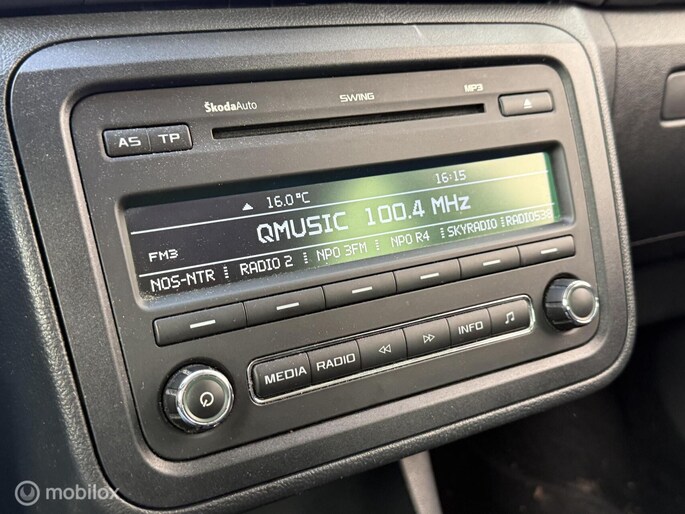 ŠkodaAuto SWING MP3
AS TP
16.0°C 16:15
QMUSIC 100.4 MHz
FM3
NOS-NTR RADIO 2 NPO 3FM NPO R4 SKYRADIO RADIO538
MEDIA RADIO INFO
mobilox